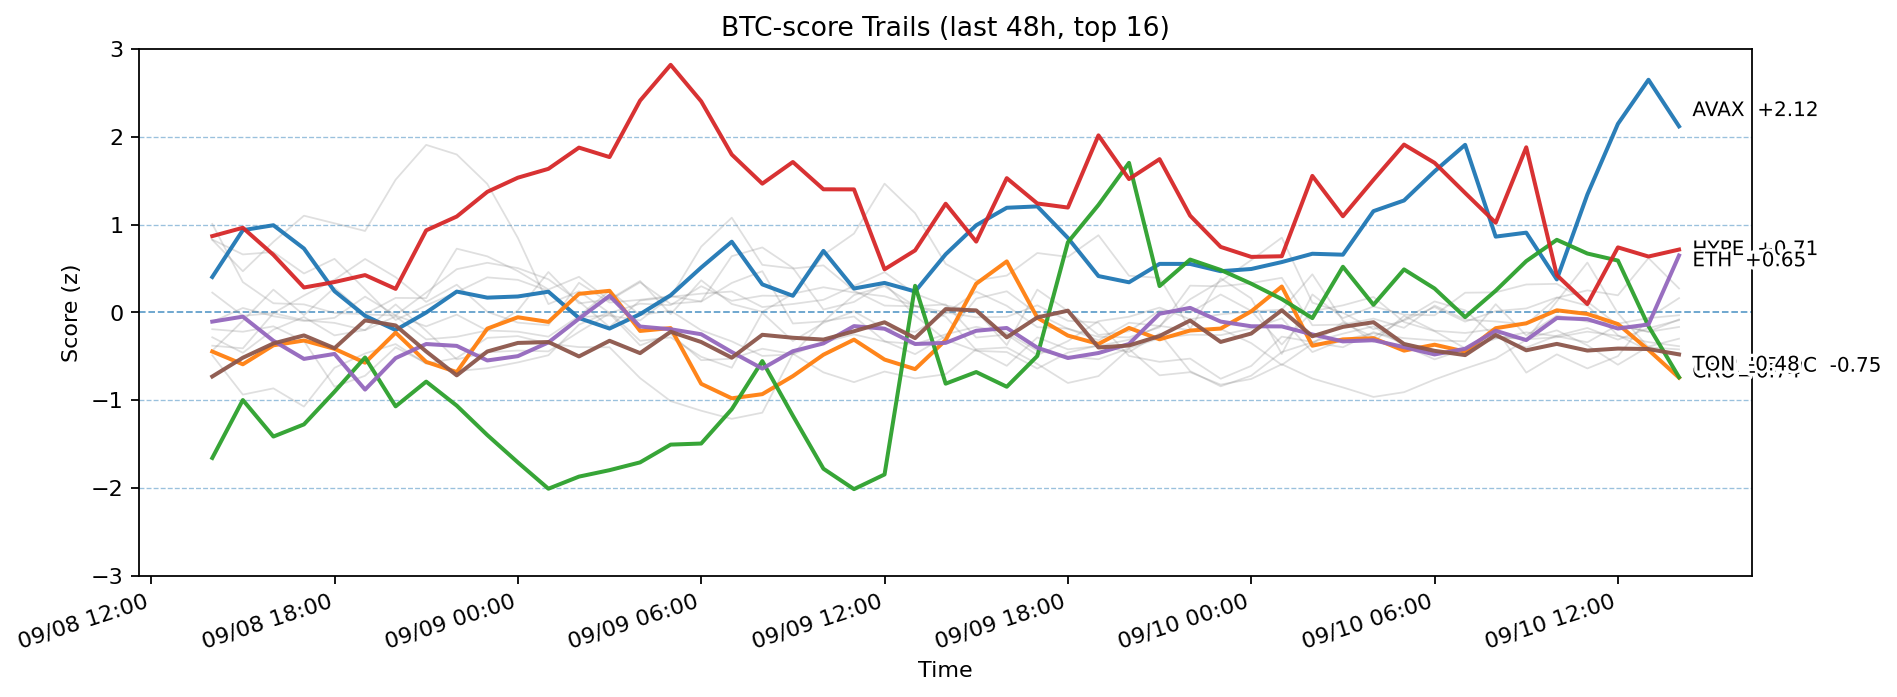 BTC-score Trails (last 48h, top 16)
Score (z)
3
2
1
0
−1
−2
−3
AVAX +2.12
HYPE +0.71
ETH +0.65
TON -0.48
-0.75
09/08 12:00
09/08 18:00
09/09 00:00
09/09 06:00
09/09 12:00
09/09 18:00
09/10 00:00
09/10 06:00
09/10 12:00
Time